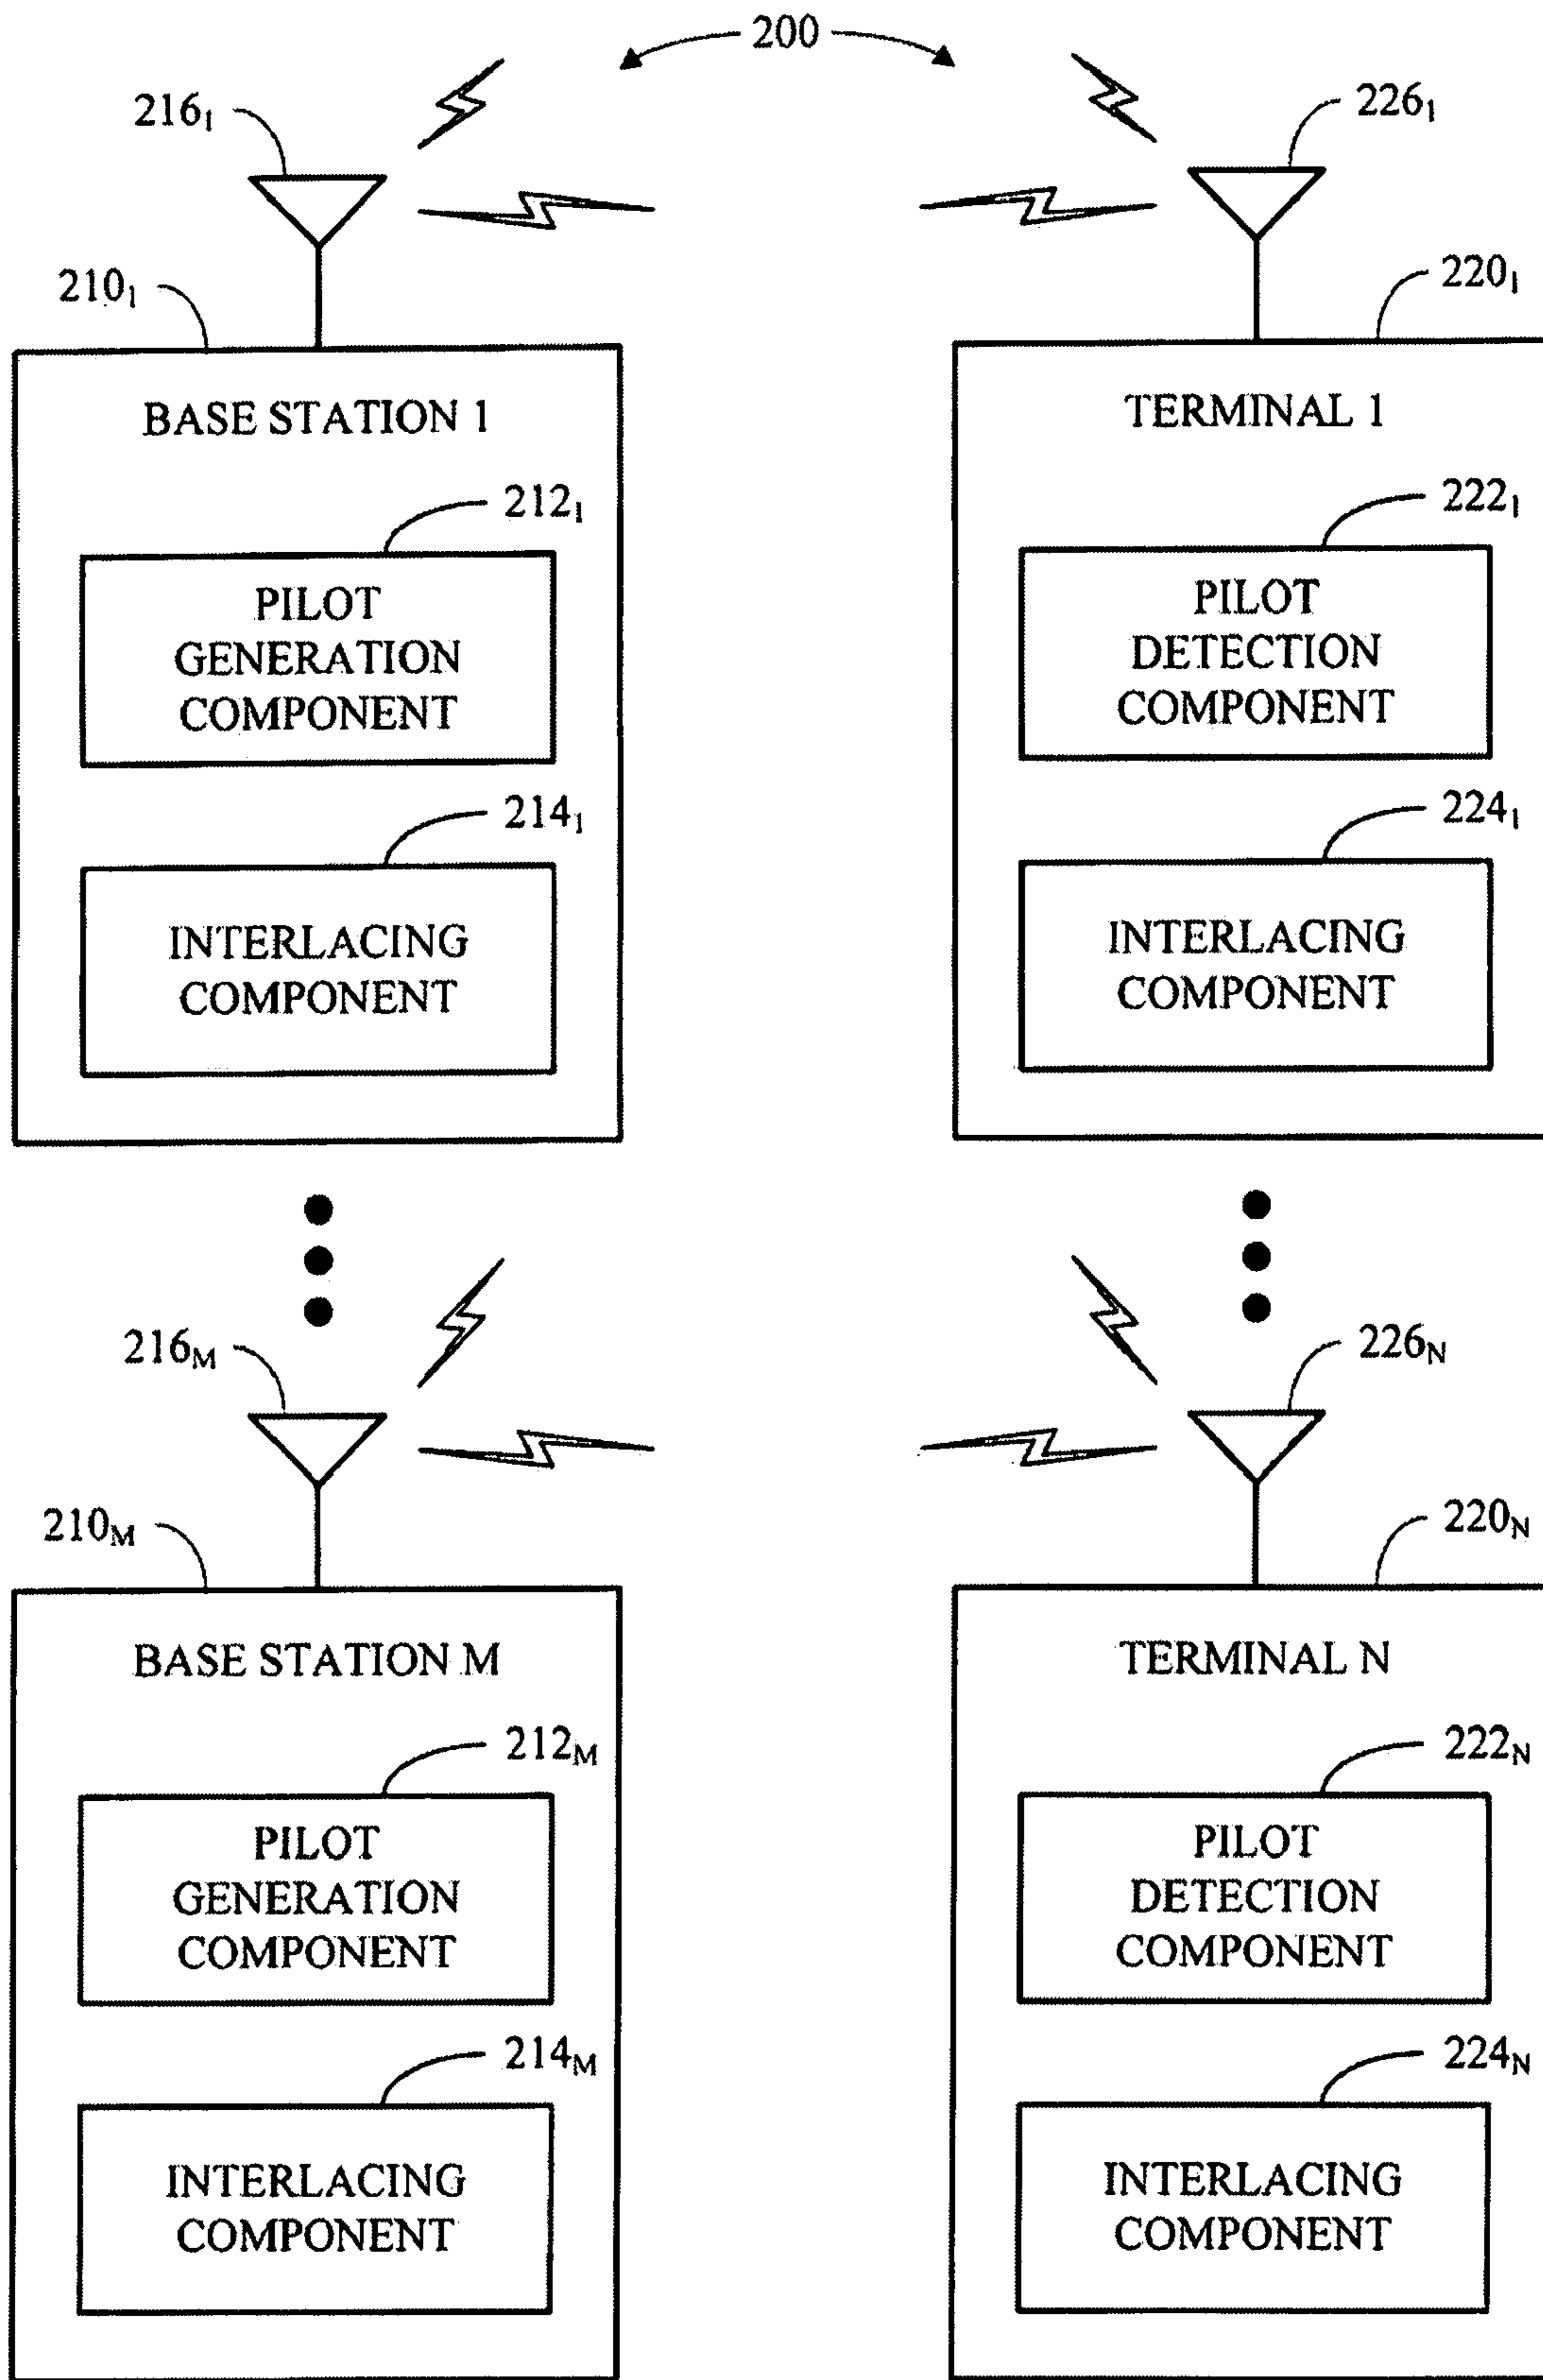 200
216₁
226₁
210₁
220₁
BASE STATION 1
TERMINAL 1
212₁
222₁
PILOT
GENERATION
COMPONENT
PILOT
DETECTION
COMPONENT
214₁
224₁
INTERLACING
COMPONENT
INTERLACING
COMPONENT
216M
226N
210M
220N
BASE STATION M
TERMINAL N
212M
222N
PILOT
GENERATION
COMPONENT
PILOT
DETECTION
COMPONENT
214M
224N
INTERLACING
COMPONENT
INTERLACING
COMPONENT